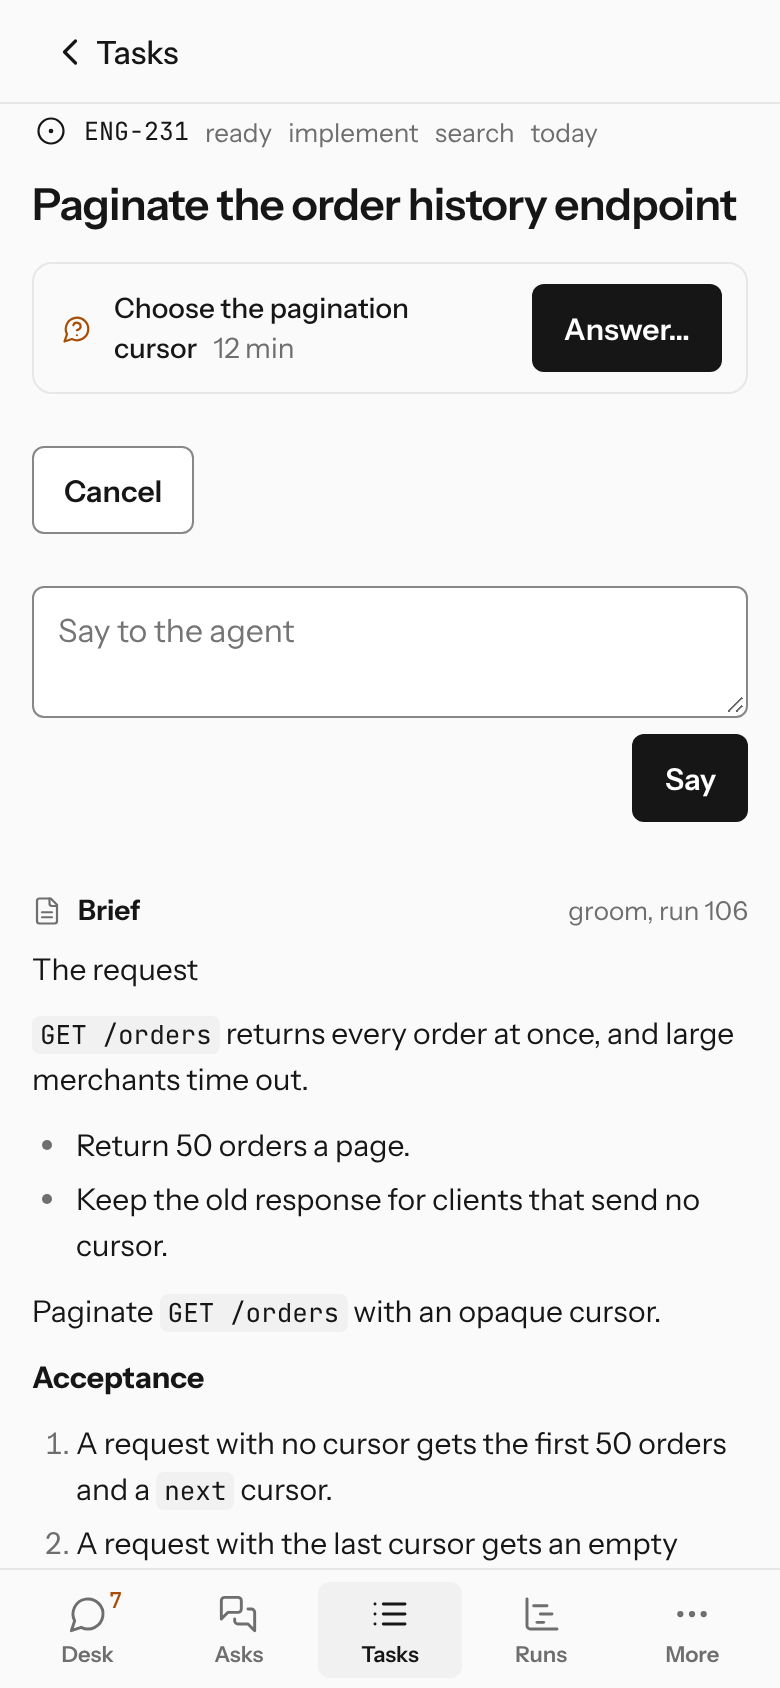 Tasks
ENG-231 ready implement search today
Paginate the order history endpoint
Choose the pagination
cursor 12 min
Answer...
Cancel
Say to the agent
Say
Brief
groom, run 106
The request
GET /orders returns every order at once, and large
merchants time out.
• Return 50 orders a page.
• Keep the old response for clients that send no
cursor.
Paginate GET /orders with an opaque cursor.
Acceptance
1. A request with no cursor gets the first 50 orders
and a next cursor.
2. A request with the last cursor gets an empty
7
Desk
Asks
Tasks
Runs
More